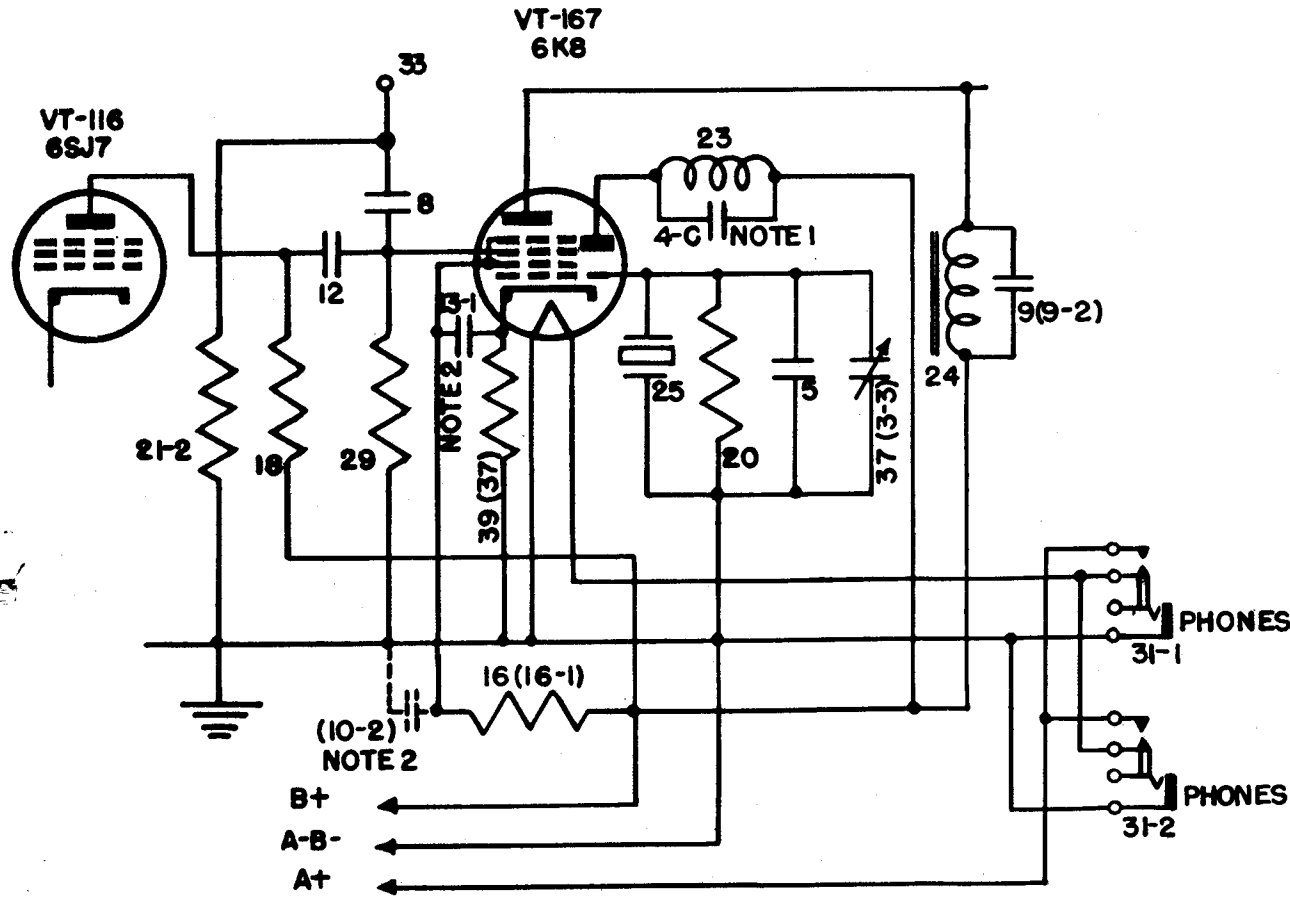 VT-167
6K8
33
VT-116
6SJ7
23
8
4-C
NOTE 1
12
3-1
9(9-2)
NOTE 2
25
5
24
37 (3-3)
21-2
18
29
20
39 (37)
PHONES
31-1
16(16-1)
(10-2)
NOTE 2
B+
PHONES
31-2
A-B-
A+